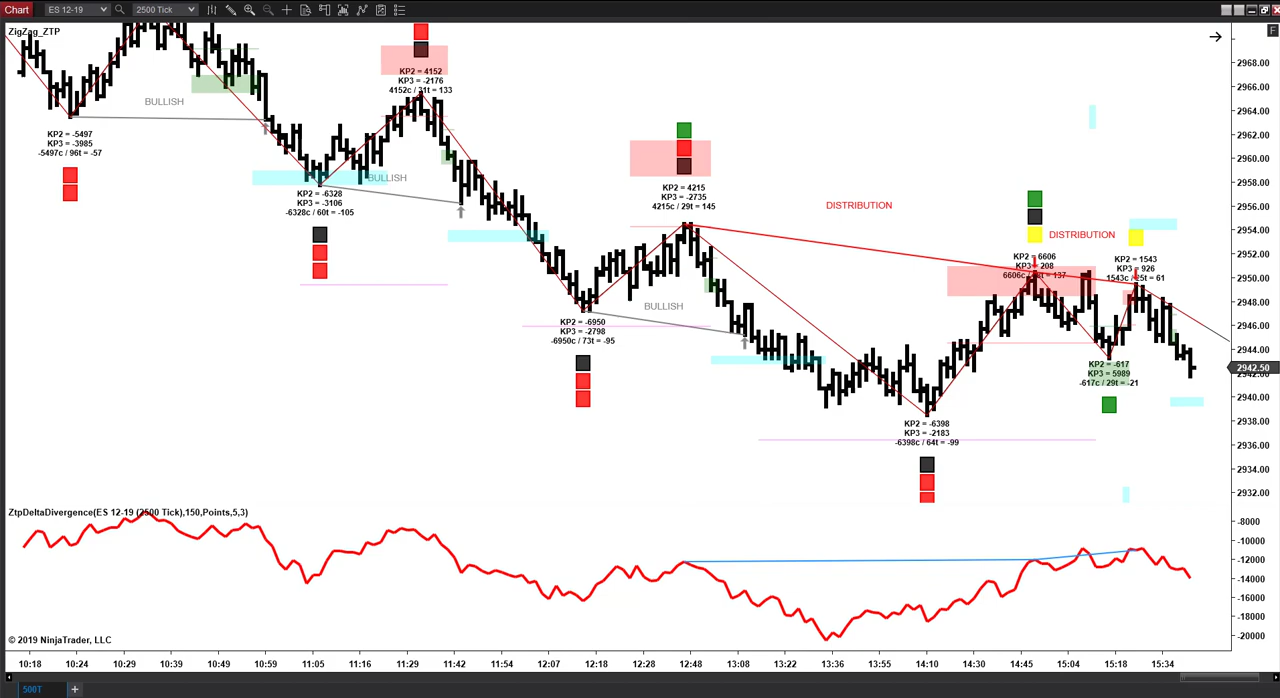 Chart
ES 12-19
2500 Tick
F
ZigZag_ZTP
BULLISH
KP2 = -5497
KP3 = -3985
-5497c / 96t = -57
KP2 = 4152
KP3 = -2176
4152c / 31t = 133
BULLISH
KP2 = -6328
KP3 = -3106
-6328c / 60t = -105
KP2 = 4215
KP3 = -2735
4215c / 29t = 145
DISTRIBUTION
DISTRIBUTION
KP2 = 6606
KP3 = 208
137
KP2 = 1543
KP3 = 926
1543c / 25t = 61
BULLISH
KP2 = -6950
KP3 = -2798
-6950c / 73t = -95
KP2 = -617
KP3 = 5989
-617c / 29t = -21
KP2 = -6398
KP3 = -2183
-6398c / 64t = -99
2968.00
2966.00
2964.00
2962.00
2960.00
2958.00
2956.00
2954.00
2952.00
2950.00
2948.00
2946.00
2944.00
2942.50
2940.00
2938.00
2936.00
2934.00
2932.00
ZtpDeltaDivergence(ES 12-19 (2500 Tick),150,Points,5,3)
-8000
-10000
-12000
-14000
-16000
-18000
-20000
© 2019 NinjaTrader, LLC
10:18 10:24 10:29 10:39 10:49 10:59 11:05 11:16 11:29 11:42 11:54 12:07 12:18 12:28 12:48 13:08 13:22 13:36 13:55 14:10 14:30 14:45 15:04 15:18 15:34
500T +